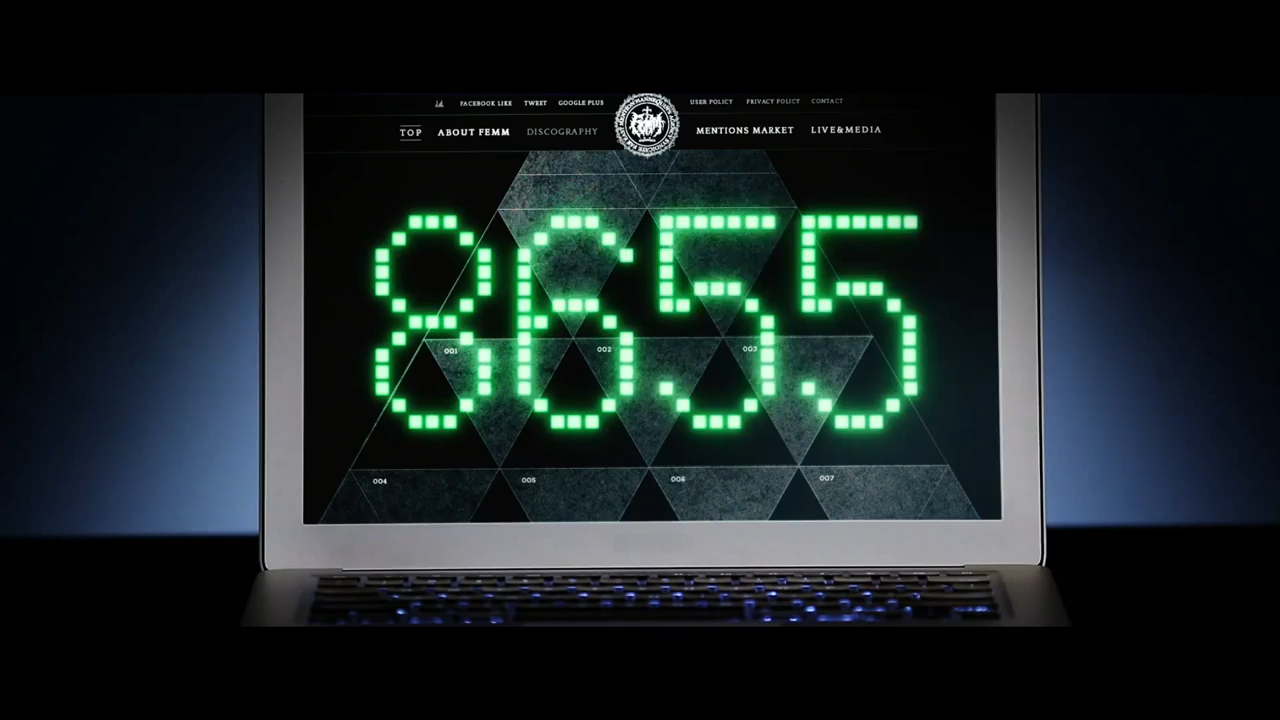 FACEBOOK LIKE TWEET GOOGLE PLUS USER POLICY PRIVACY POLICY CONTACT
TOP ABOUT FEMM DISCOGRAPHY MENTIONS MARKET LIVE&MEDIA
8655
001 002 003
004 005 006 007